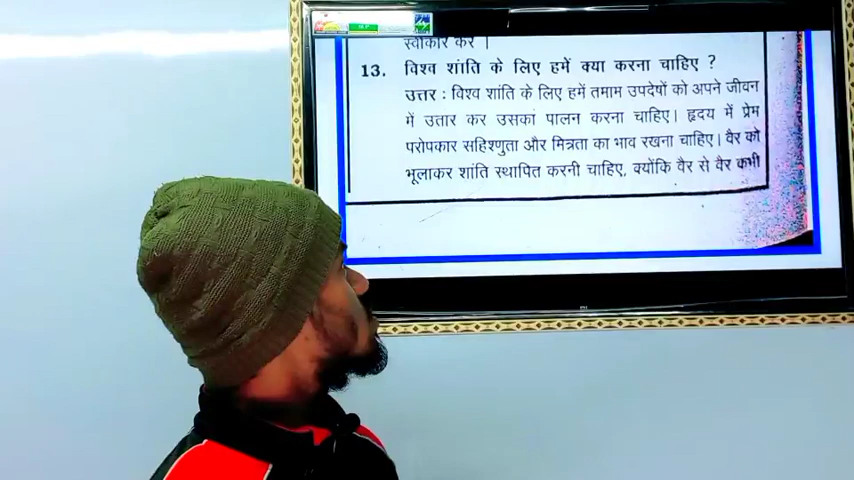 स्वीकार करें |
13. विश्व शांति के लिए हमें क्या करना चाहिए ?
उत्तर : विश्व शांति के लिए हमें तमाम उपदेषों को अपने जीवन
में उतार कर उसका पालन करना चाहिए। हृदय में प्रेम
परोपकार सहिश्णुता और मित्रता का भाव रखना चाहिए। वैर को
भूलाकर शांति स्थापित करनी चाहिए, क्योंकि वैर से वैर कभी